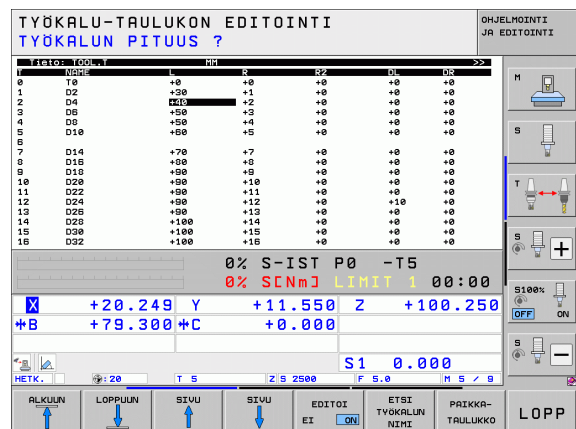 TYÖKALU-TAULUKON EDITOINTI
TYÖKALUN PITUUS ?
OHJELMOINTI
JA EDITOINTI
Tieto: TOOL.T MM >>
T NAME L R R2 DL DR
0 T0 +0 +0 +0 +0 +0
1 D2 +30 +1 +0 +0 +0
2 D4 +40 +2 +0 +0 +0
3 D6 +50 +3 +0 +0 +0
4 D8 +50 +4 +0 +0 +0
5 D10 +60 +5 +0 +0 +0
6
7 D14 +70 +7 +0 +0 +0
8 D16 +80 +8 +0 +0 +0
9 D18 +90 +9 +0 +0 +0
10 D20 +90 +10 +0 +0 +0
11 D22 +90 +11 +0 +0 +0
12 D24 +90 +12 +0 +10 +0
13 D26 +90 +13 +0 +0 +0
14 D28 +100 +14 +0 +0 +0
15 D30 +100 +15 +0 +0 +0
16 D32 +100 +16 +0 +0 +0
0% S-IST P0 -T5
0% S[Nm] LIMIT 1 00:00
X +20.249 Y +11.550 Z +100.250
*B +79.300 *C +0.000
S1 0.000
HETK. : 20 T 5 Z S 2500 F 5.0 M 5 / 9
M
S
T
S +
S100%
OFF ON
S -
ALKUUN
LOPPUUN
SIVU
SIVU
EDITOI
EI ON
ETSI
TYÖKALUN
NIMI
PAIKKA-
TAULUKKO
LOPP